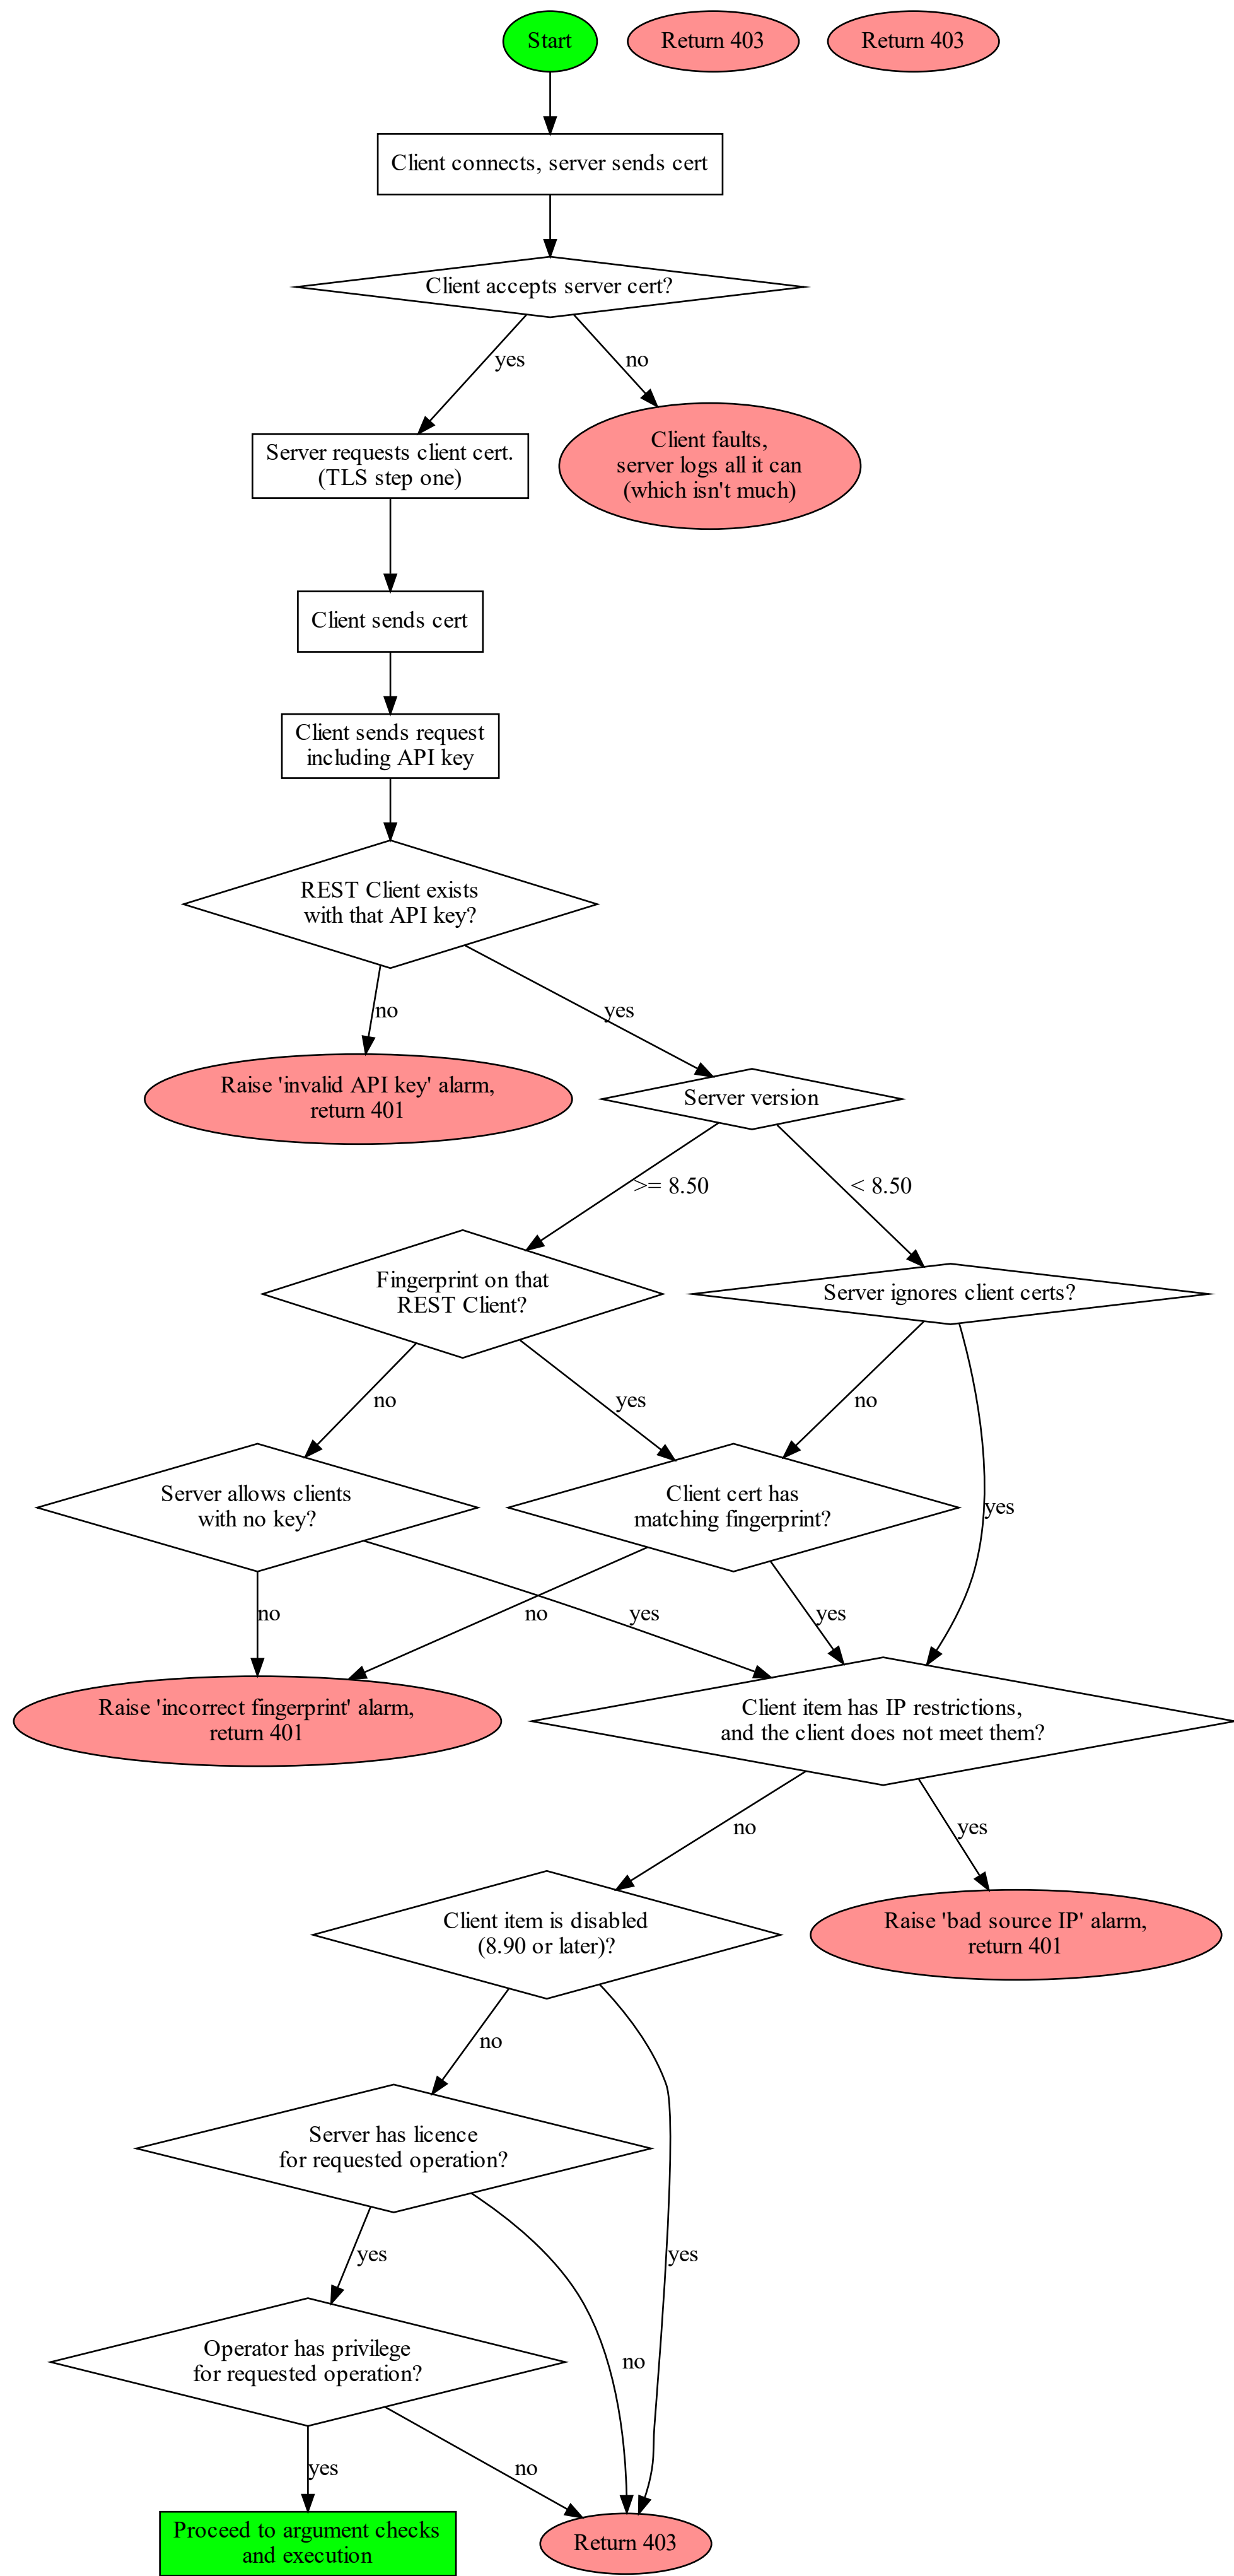 Start
Return 403
Return 403
Client connects, server sends cert
Client accepts server cert?
yes
no
Server requests client cert.
(TLS step one)
Client faults,
server logs all it can
(which isn't much)
Client sends cert
Client sends request
including API key
REST Client exists
with that API key?
no
yes
Raise 'invalid API key' alarm,
return 401
Server version
>= 8.50
< 8.50
Fingerprint on that
REST Client?
Server ignores client certs?
no
yes
no
yes
Server allows clients
with no key?
Client cert has
matching fingerprint?
no
no
yes
yes
Raise 'incorrect fingerprint' alarm,
return 401
Client item has IP restrictions,
and the client does not meet them?
no
yes
Client item is disabled
(8.90 or later)?
Raise 'bad source IP' alarm,
return 401
no
Server has licence
for requested operation?
yes
yes
Operator has privilege
for requested operation?
no
yes
no
Proceed to argument checks
and execution
Return 403